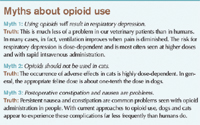 Myths about opioid use
Myth 1: Using opioids will result in respiratory depression.
Truth: This is much less of a problem in our veterinary patients than in humans.
In many cases, in fact, ventilation improves when pain is diminished. The risk for
respiratory depression is dose-dependent and is most often seen at higher doses
and with rapid intravenous administration.
Myth 2: Opioids should not be used in cats.
Truth: The occurrence of adverse effects in cats is highly dose-dependent. In gen-
eral, the appropriate feline dose is about one-tenth the dose in dogs.
Myth 3: Postoperative constipation and nausea are problems.
Truth: Persistent nausea and constipation are common problems seen with opioid
administration in people. With current approaches to opioid use, dogs and cats
appear to experience these complications far less frequently than humans do.